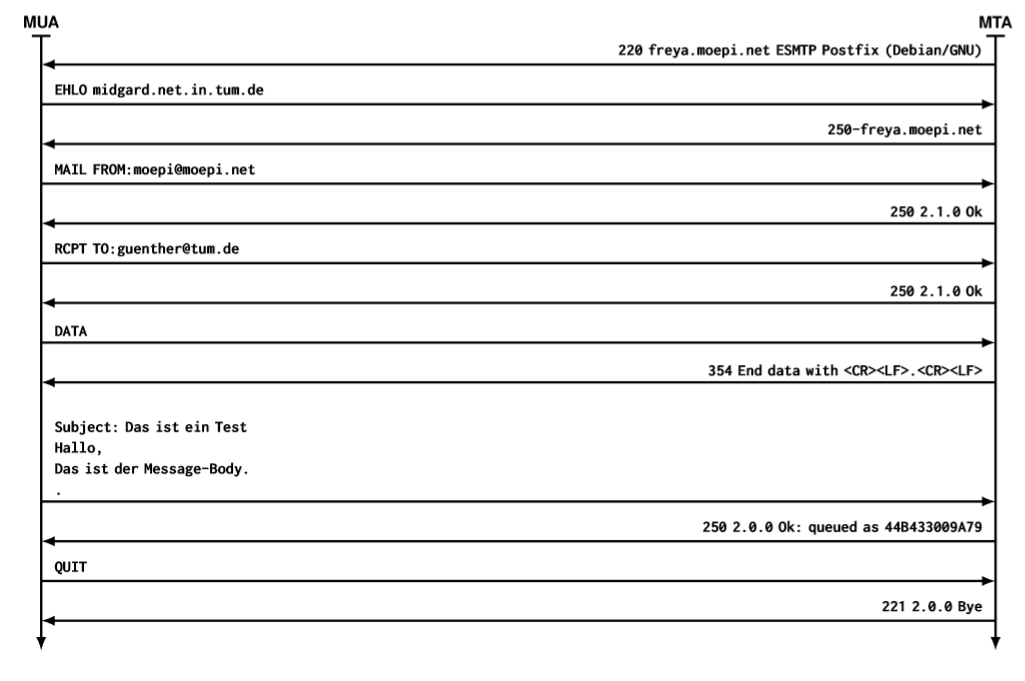 MUA
MTA
220 freya.moepi.net ESMTP Postfix (Debian/GNU)
EHLO midgard.net.in.tum.de
250-freya.moepi.net
MAIL FROM:moepi@moepi.net
250 2.1.0 Ok
RCPT TO:guenther@tum.de
250 2.1.0 Ok
DATA
354 End data with <CR><LF>.<CR><LF>
Subject: Das ist ein Test
Hallo,
Das ist der Message-Body.
.
250 2.0.0 Ok: queued as 44B433009A79
QUIT
221 2.0.0 Bye